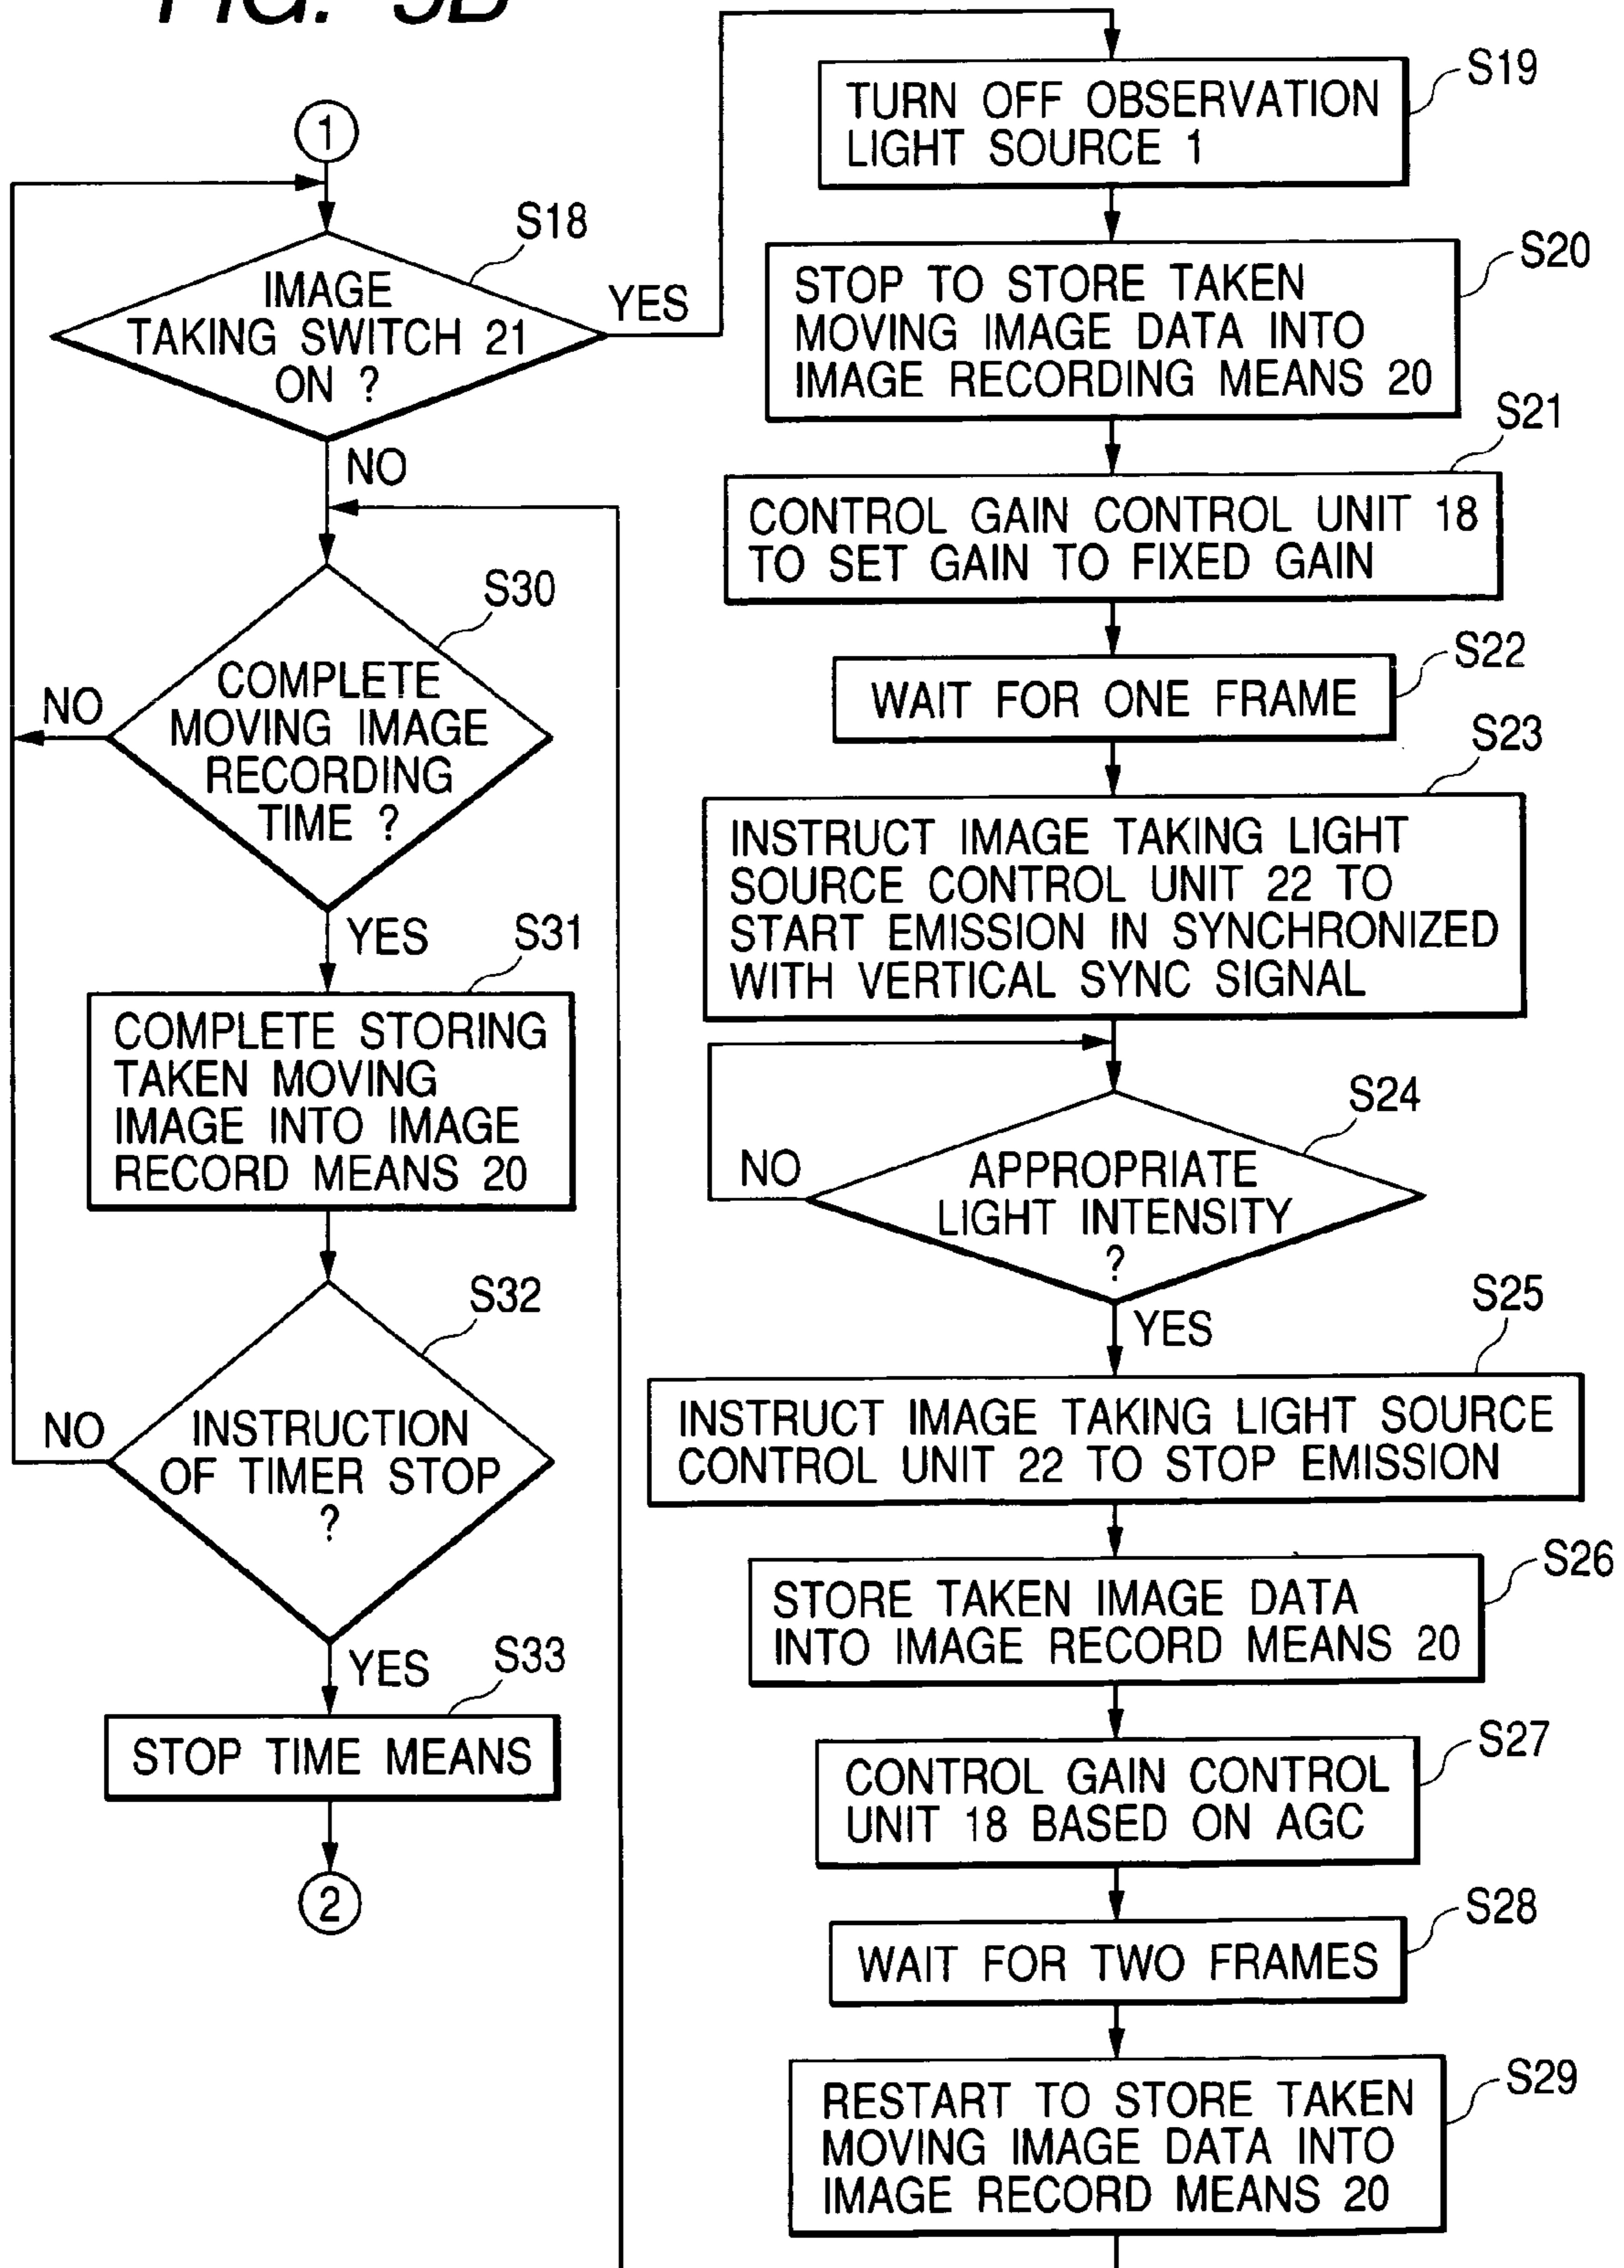 ①
S18
IMAGE
TAKING SWITCH 21
ON ?
YES
NO
S30
COMPLETE
MOVING IMAGE
RECORDING
TIME ?
NO
YES
S31
COMPLETE STORING
TAKEN MOVING
IMAGE INTO IMAGE
RECORD MEANS 20
S32
INSTRUCTION
OF TIMER STOP
?
NO
YES
S33
STOP TIME MEANS
②
S19
TURN OFF OBSERVATION
LIGHT SOURCE 1
S20
STOP TO STORE TAKEN
MOVING IMAGE DATA INTO
IMAGE RECORDING MEANS 20
S21
CONTROL GAIN CONTROL UNIT 18
TO SET GAIN TO FIXED GAIN
S22
WAIT FOR ONE FRAME
S23
INSTRUCT IMAGE TAKING LIGHT
SOURCE CONTROL UNIT 22 TO
START EMISSION IN SYNCHRONIZED
WITH VERTICAL SYNC SIGNAL
S24
APPROPRIATE
LIGHT INTENSITY
?
NO
YES
S25
INSTRUCT IMAGE TAKING LIGHT SOURCE
CONTROL UNIT 22 TO STOP EMISSION
S26
STORE TAKEN IMAGE DATA
INTO IMAGE RECORD MEANS 20
S27
CONTROL GAIN CONTROL
UNIT 18 BASED ON AGC
S28
WAIT FOR TWO FRAMES
S29
RESTART TO STORE TAKEN
MOVING IMAGE DATA INTO
IMAGE RECORD MEANS 20